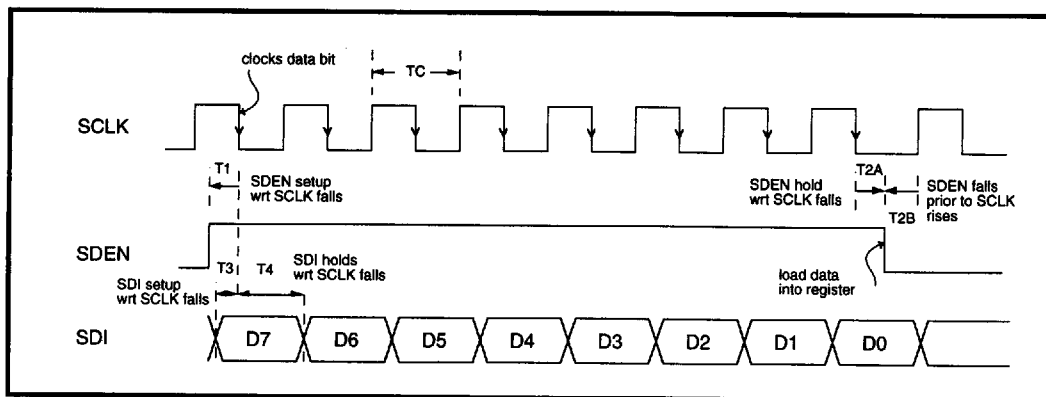 clocks data bit
TC
SCLK
T1
SDEN setup
wrt SCLK falls
SDEN hold
wrt SCLK falls
T2A
SDEN falls
prior to SCLK
rises
T2B
SDEN
SDI setup
wrt SCLK falls
T3
T4
SDI holds
wrt SCLK falls
load data
into register
SDI
D7
D6
D5
D4
D3
D2
D1
D0